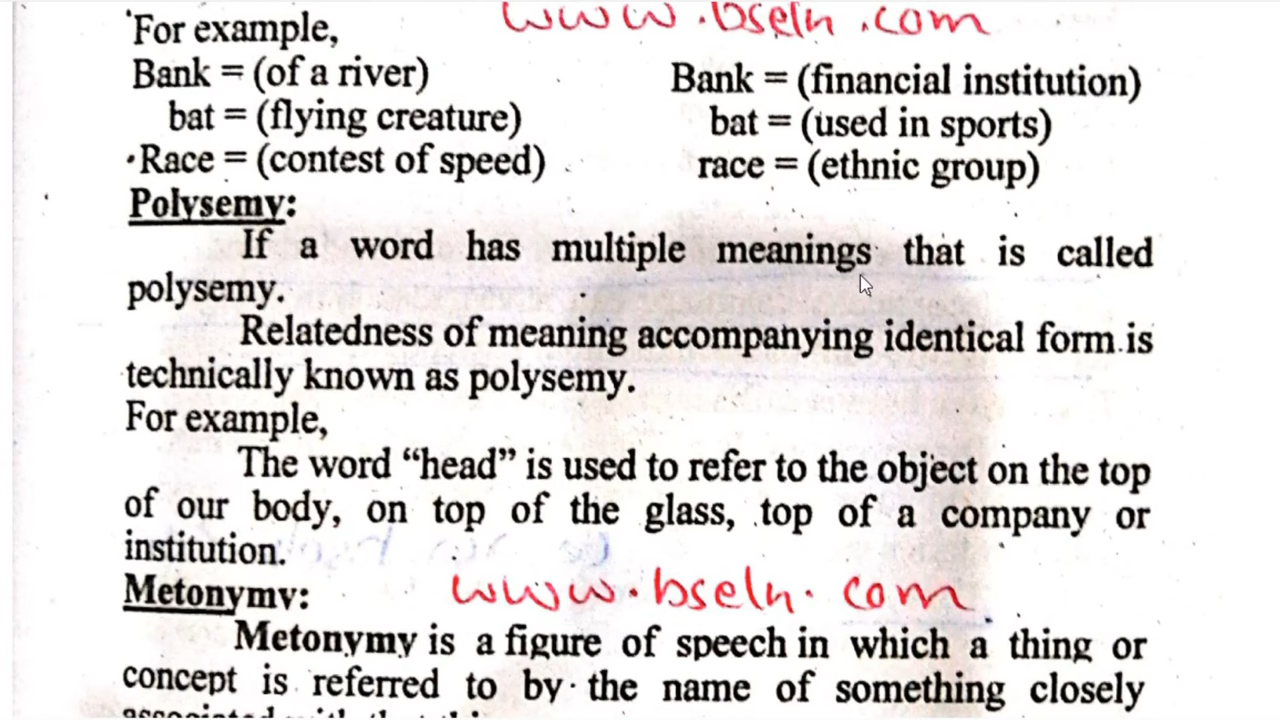 www.bseln.com
For example,
Bank = (of a river) Bank = (financial institution)
bat = (flying creature) bat = (used in sports)
Race = (contest of speed) race = (ethnic group)
Polysemy:
If a word has multiple meanings that is called
polysemy.
Relatedness of meaning accompanying identical form is
technically known as polysemy.
For example,
The word “head” is used to refer to the object on the top
of our body, on top of the glass, top of a company or
institution.
Metonymy: www.bseln.com
Metonymy is a figure of speech in which a thing or
concept is referred to by the name of something closely